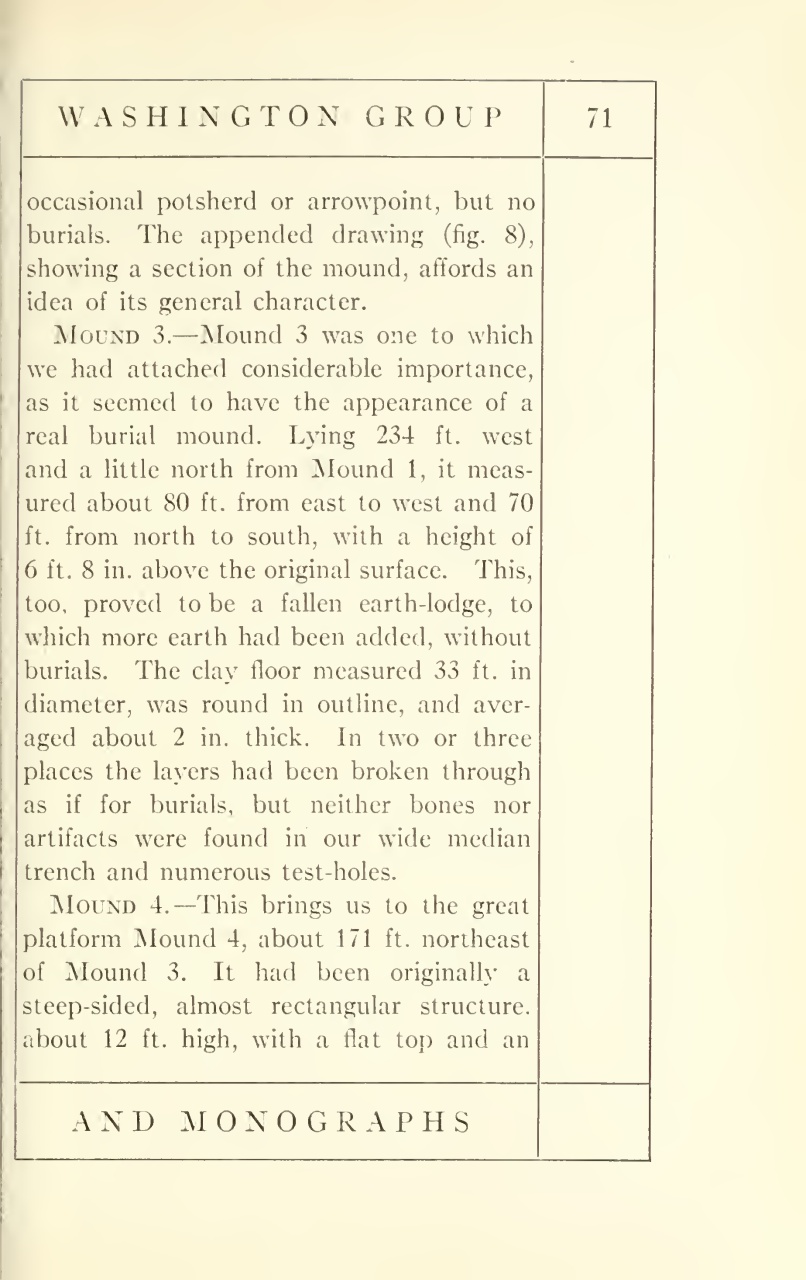 WASHINGTON GROUP 71
occasional potsherd or arrowpoint, but no
burials. The appended drawing (fig. 8),
showing a section of the mound, affords an
idea of its general character.
MOUND 3.—Mound 3 was one to which
we had attached considerable importance,
as it seemed to have the appearance of a
real burial mound. Lying 234 ft. west
and a little north from Mound 1, it meas-
ured about 80 ft. from east to west and 70
ft. from north to south, with a height of
6 ft. 8 in. above the original surface. This,
too, proved to be a fallen earth-lodge, to
which more earth had been added, without
burials. The clay floor measured 33 ft. in
diameter, was round in outline, and aver-
aged about 2 in. thick. In two or three
places the layers had been broken through
as if for burials, but neither bones nor
artifacts were found in our wide median
trench and numerous test-holes.
MOUND 4.—This brings us to the great
platform Mound 4, about 171 ft. northeast
of Mound 3. It had been originally a
steep-sided, almost rectangular structure.
about 12 ft. high, with a flat top and an
AND MONOGRAPHS